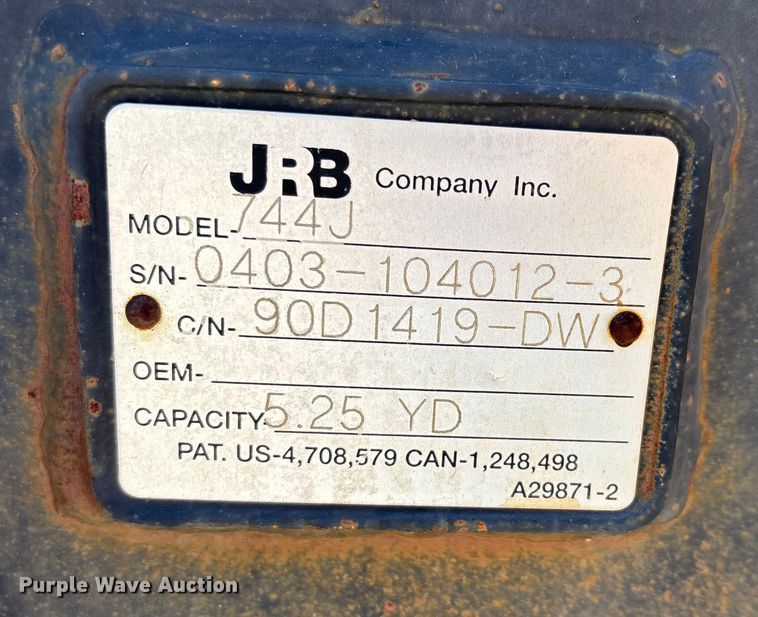 JRB Company Inc.
MODEL- 744J
S/N- 0403-104012-3
C/N- 90D1419-DW
OEM-
CAPACITY- 5.25 YD
PAT. US-4,708,579 CAN-1,248,498
A29871-2
Purple Wave Auction